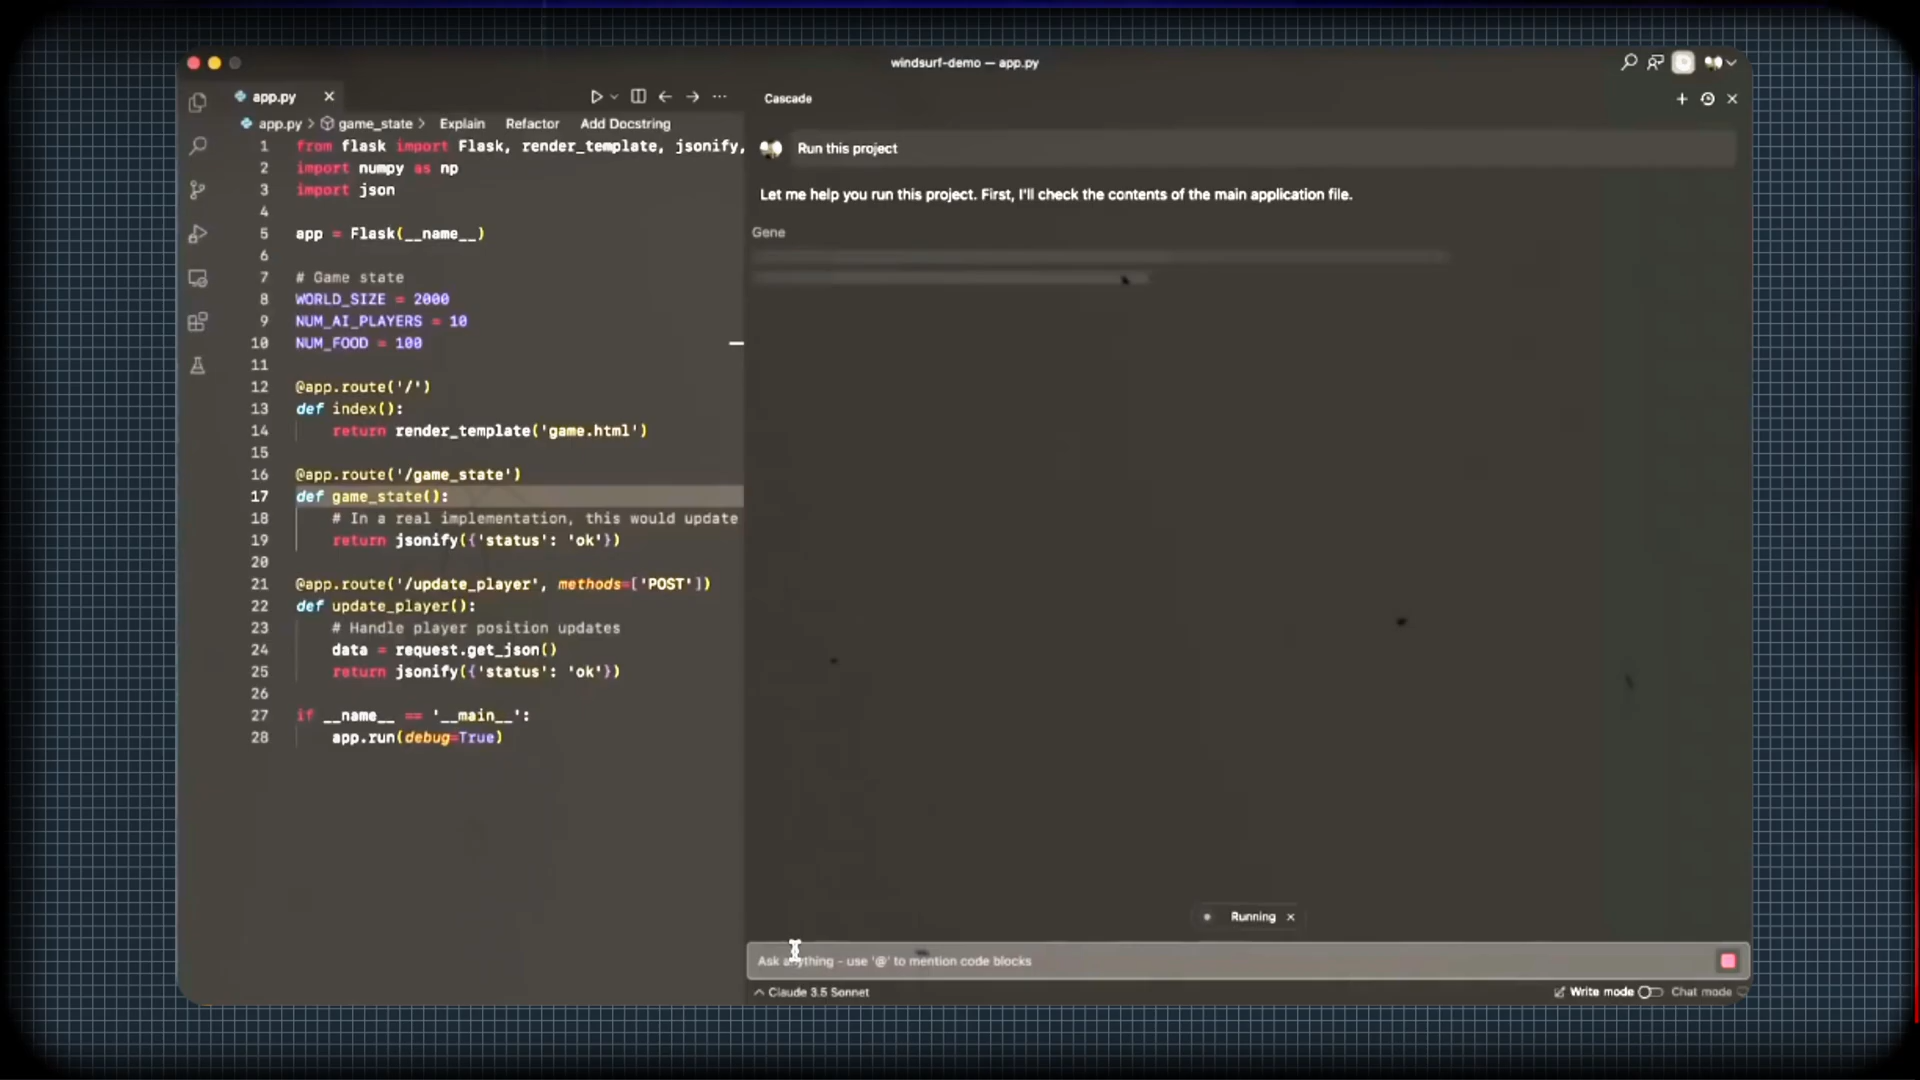 windsurf-demo — app.py
app.py
app.py > game_state > Explain Refactor Add Docstring
1 from flask import Flask, render_template, jsonify,
2 import numpy as np
3 import json
4
5 app = Flask(__name__)
6
7 # Game state
8 WORLD_SIZE = 2000
9 NUM_AI_PLAYERS = 10
10 NUM_FOOD = 100
11
12 @app.route('/')
13 def index():
14 return render_template('game.html')
15
16 @app.route('/game_state')
17 def game_state():
18 # In a real implementation, this would update
19 return jsonify({'status': 'ok'})
20
21 @app.route('/update_player', methods=['POST'])
22 def update_player():
23 # Handle player position updates
24 data = request.get_json()
25 return jsonify({'status': 'ok'})
26
27 if __name__ == '__main__':
28 app.run(debug=True)
Cascade
Run this project
Let me help you run this project. First, I'll check the contents of the main application file.
Gene
Running
Ask anything - use '@' to mention code blocks
Claude 3.5 Sonnet
Write mode
Chat mode